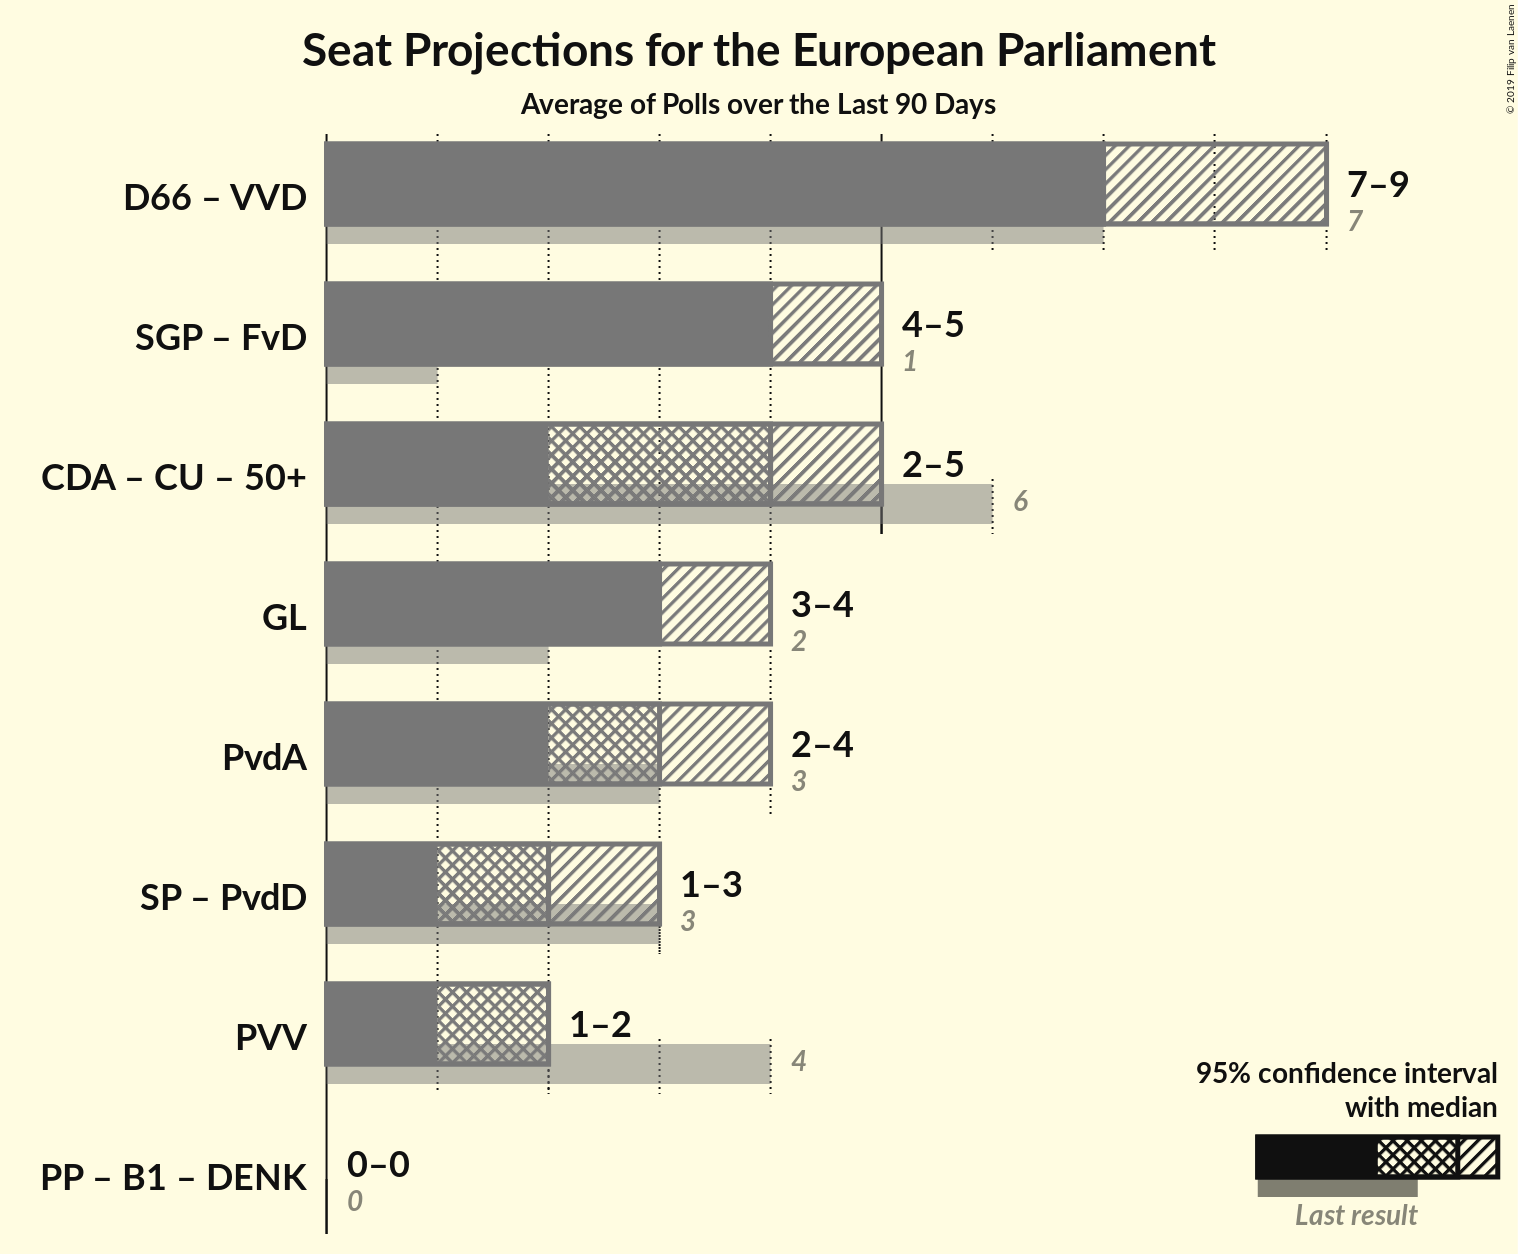 Seat Projections for the European Parliament
Average of Polls over the Last 90 Days
© 2019 Filip van Laenen
D66 – VVD
7–9
7
SGP – FvD
4–5
1
CDA – CU – 50+
2–5
6
GL
3–4
2
PvdA
2–4
3
SP – PvdD
1–3
3
PVV
1–2
4
PP – B1 – DENK
0–0
0
95% confidence interval
with median
Last result